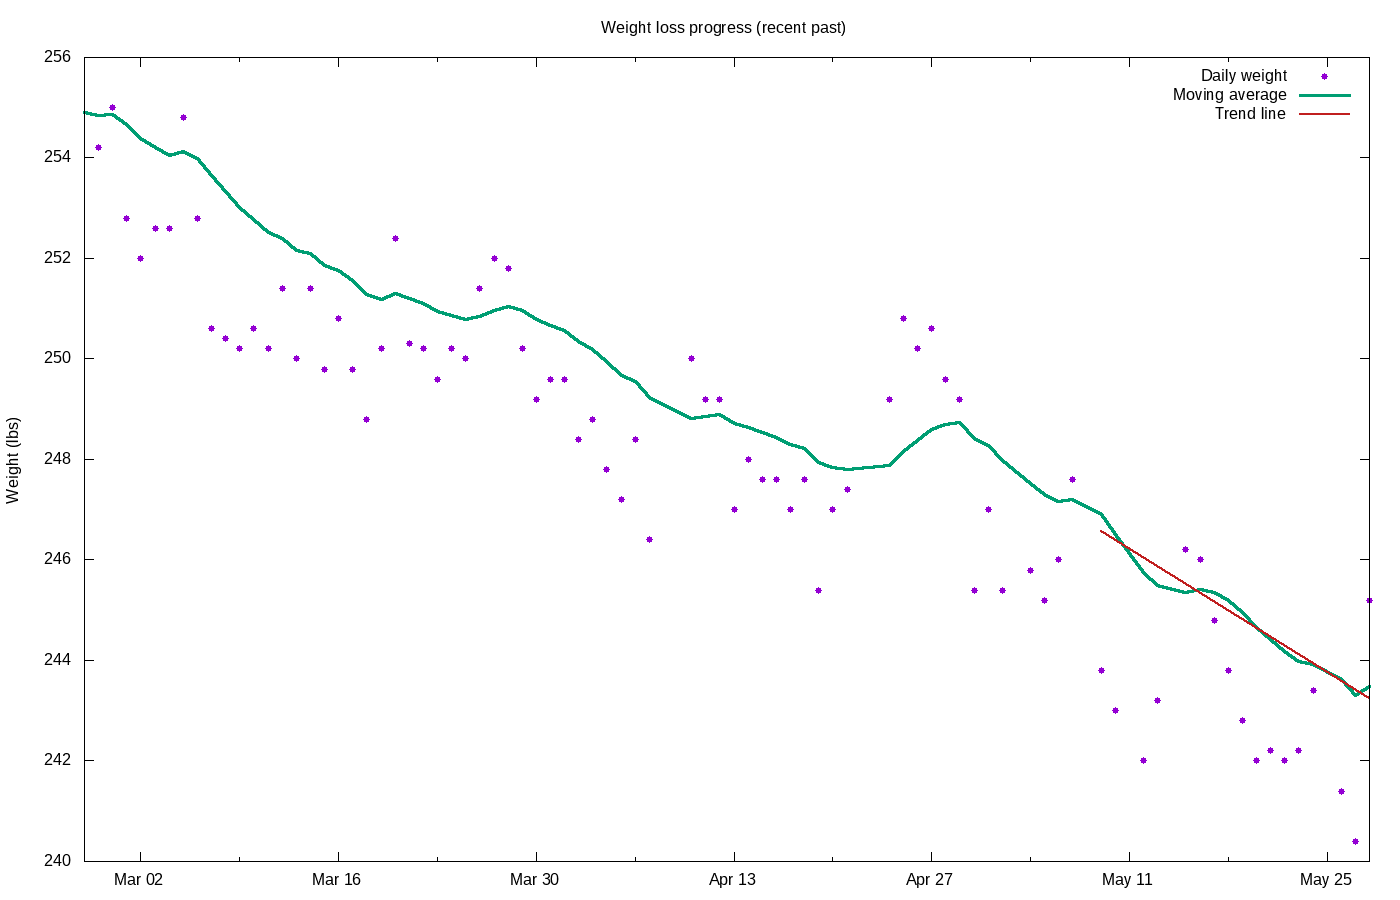 Weight loss progress (recent past)
Daily weight
Moving average
Trend line
Weight (lbs)
256
254
252
250
248
246
244
242
240
Mar 02
Mar 16
Mar 30
Apr 13
Apr 27
May 11
May 25